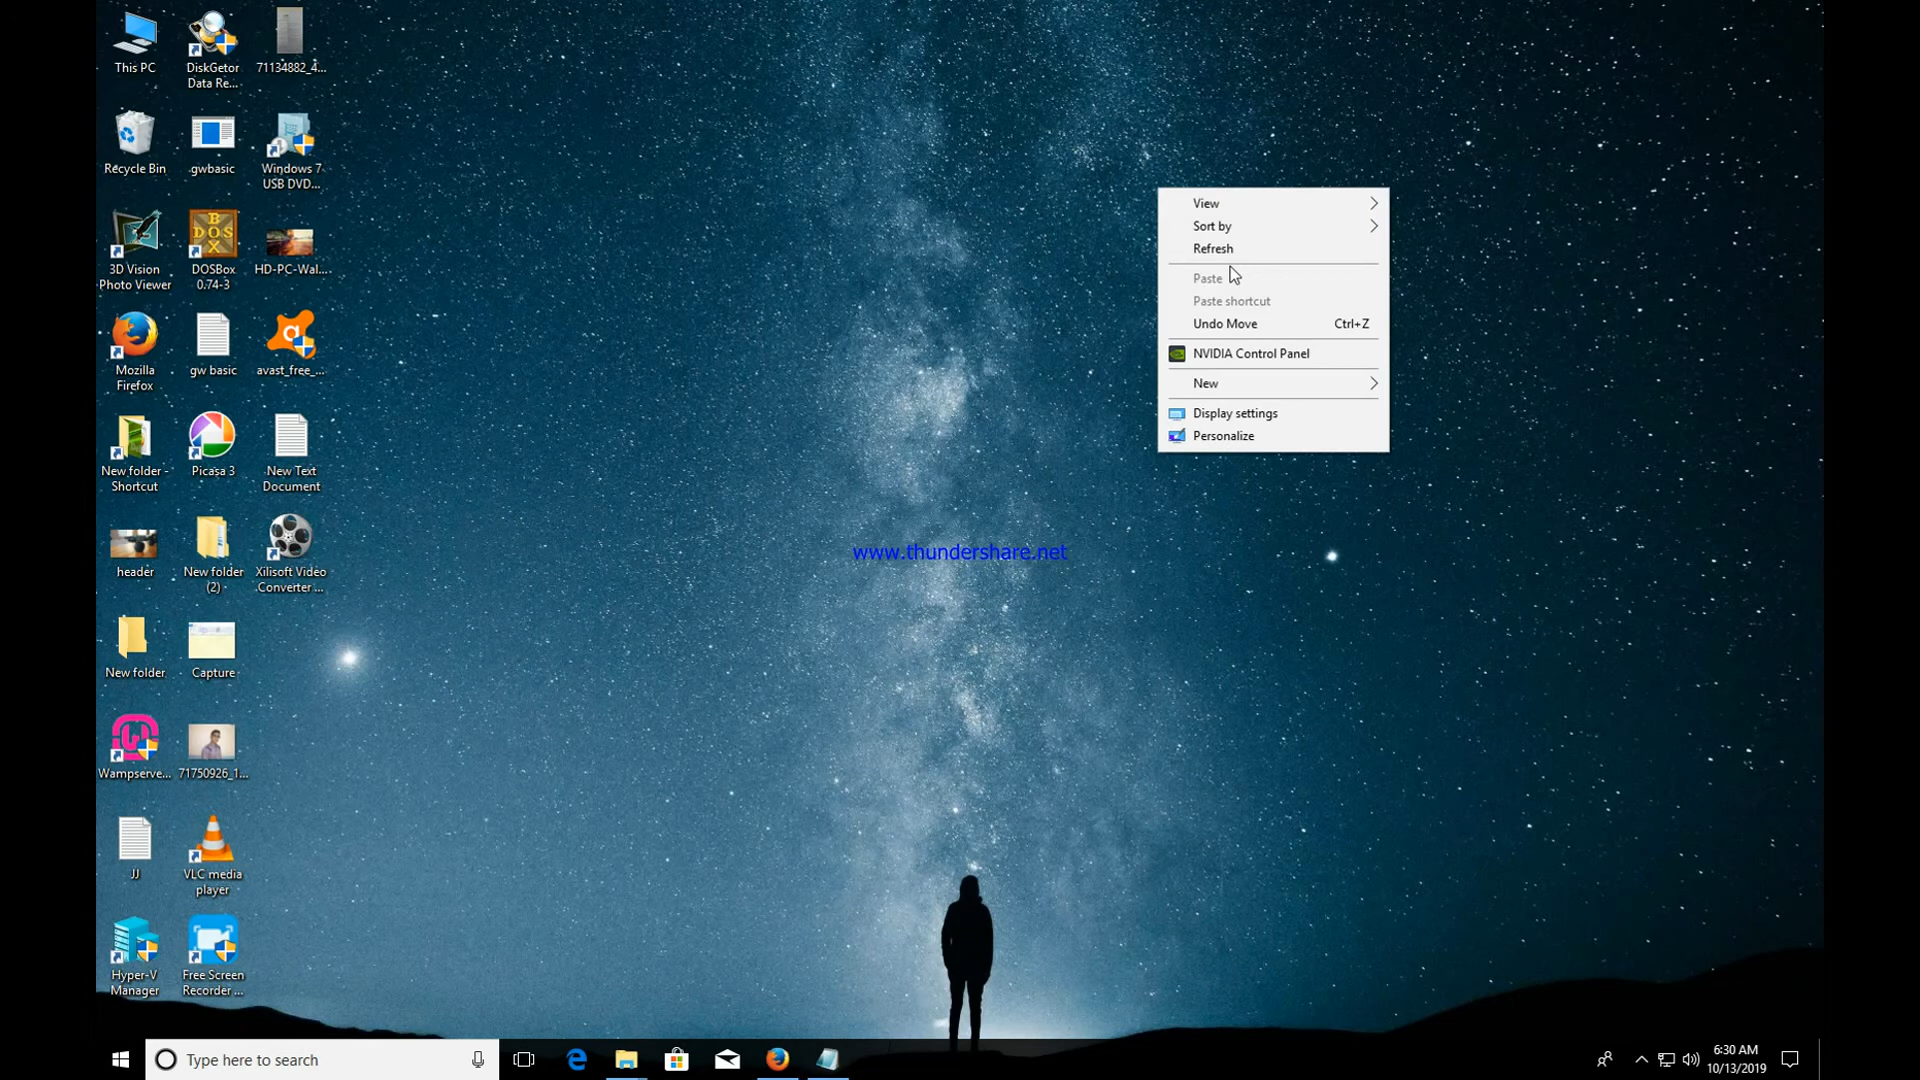 This PC
DiskGetor
Data Re...
71134882_4...
Recycle Bin
gwbasic
Windows 7
USB DVD...
3D Vision
Photo Viewer
DOSBox
0.74-3
HD-PC-Wal...
Mozilla
Firefox
gw basic
avast_free_...
New folder -
Shortcut
Picasa 3
New Text
Document
header
New folder
(2)
Xilisoft Video
Converter ...
New folder
Capture
Wampserve...
71750926_1...
JJ
VLC media
player
Hyper-V
Manager
Free Screen
Recorder ...
View
Sort by
Refresh
Paste
Paste shortcut
Undo Move Ctrl+Z
NVIDIA Control Panel
New
Display settings
Personalize
www.thundershare.net
Type here to search
6:30 AM
10/13/2019